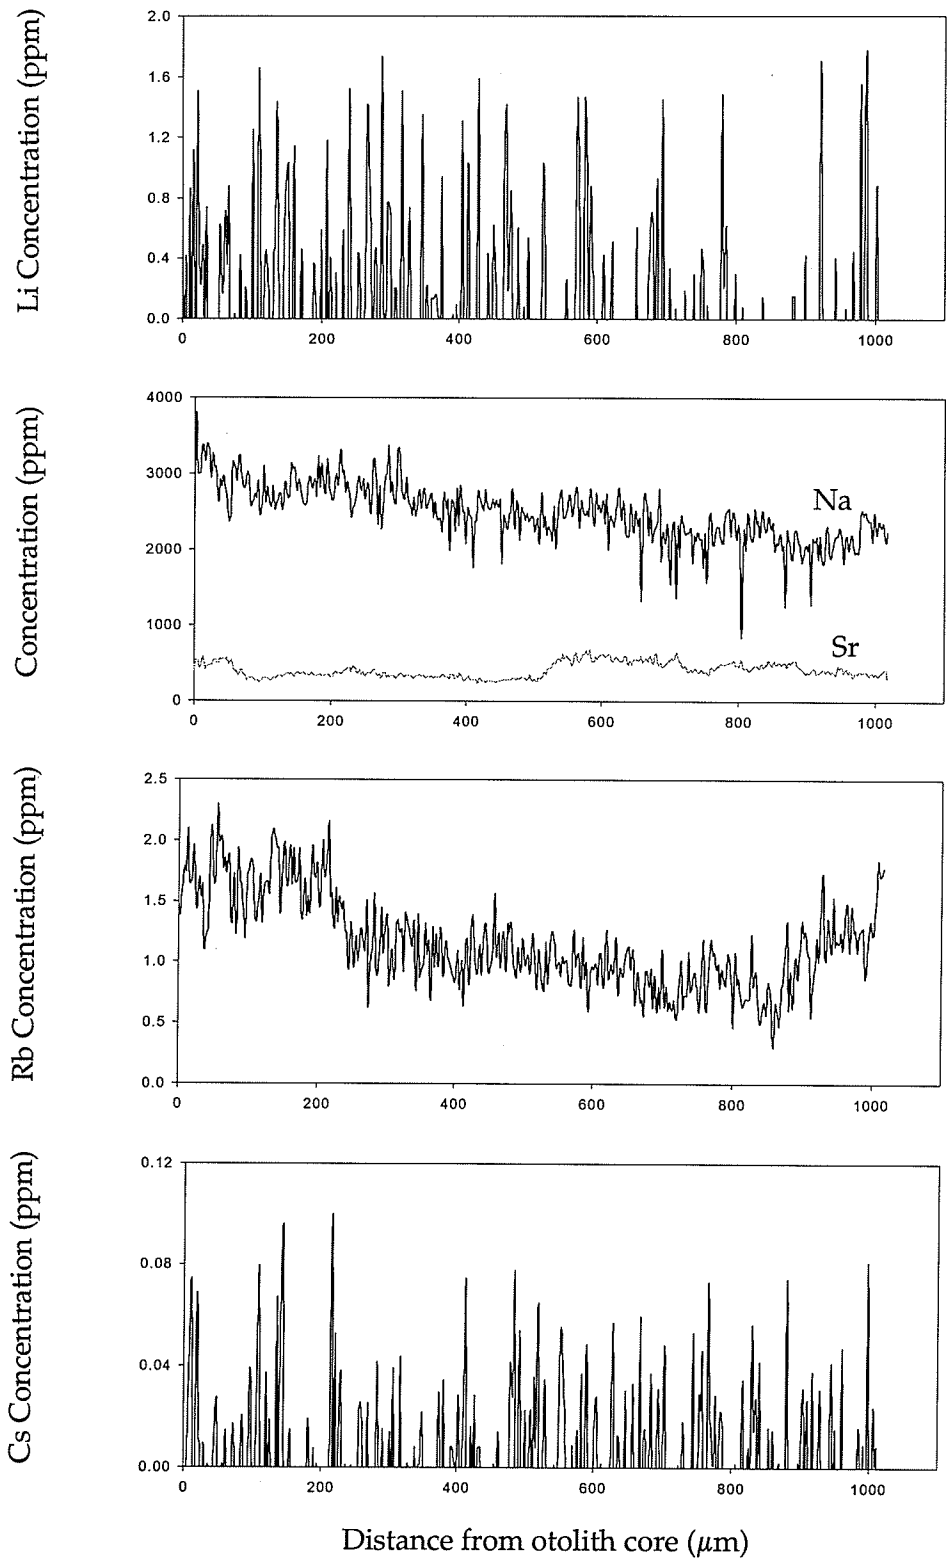 Li Concentration (ppm)
2.0
1.6
1.2
0.8
0.4
0.0
0 200 400 600 800 1000
Concentration (ppm)
4000
3000
2000
1000
0
Na
Sr
0 200 400 600 800 1000
Rb Concentration (ppm)
2.5
2.0
1.5
1.0
0.5
0.0
0 200 400 600 800 1000
Cs Concentration (ppm)
0.12
0.08
0.04
0.00
0 200 400 600 800 1000
Distance from otolith core (μm)